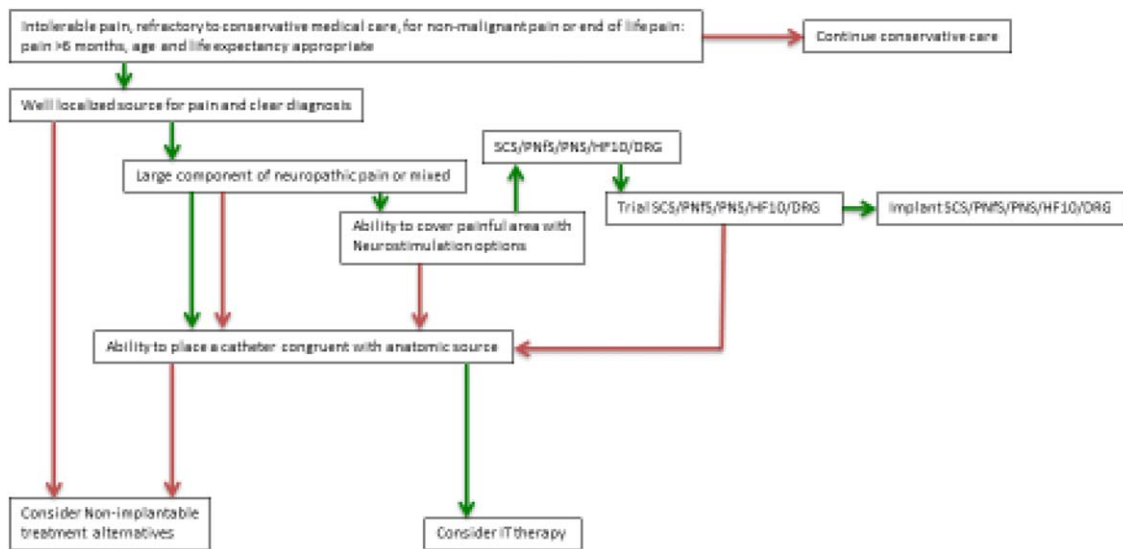 Intolerable pain, refractory to conservative medical care, for non-malignant pain or end of life pain:
pain >6 months, age and life expectancy appropriate
Continue conservative care
Well localized source for pain and clear diagnosis
SCS/PNfS/PNS/HF10/DRG
Large component of neuropathic pain or mixed
Trial SCS/PNfS/PNS/HF10/DRG
Implant SCS/PNfS/PNS/HF10/DRG
Ability to cover painful area with
Neurostimulation options
Ability to place a catheter congruent with anatomic source
Consider Non-implantable
treatment alternatives
Consider IT therapy